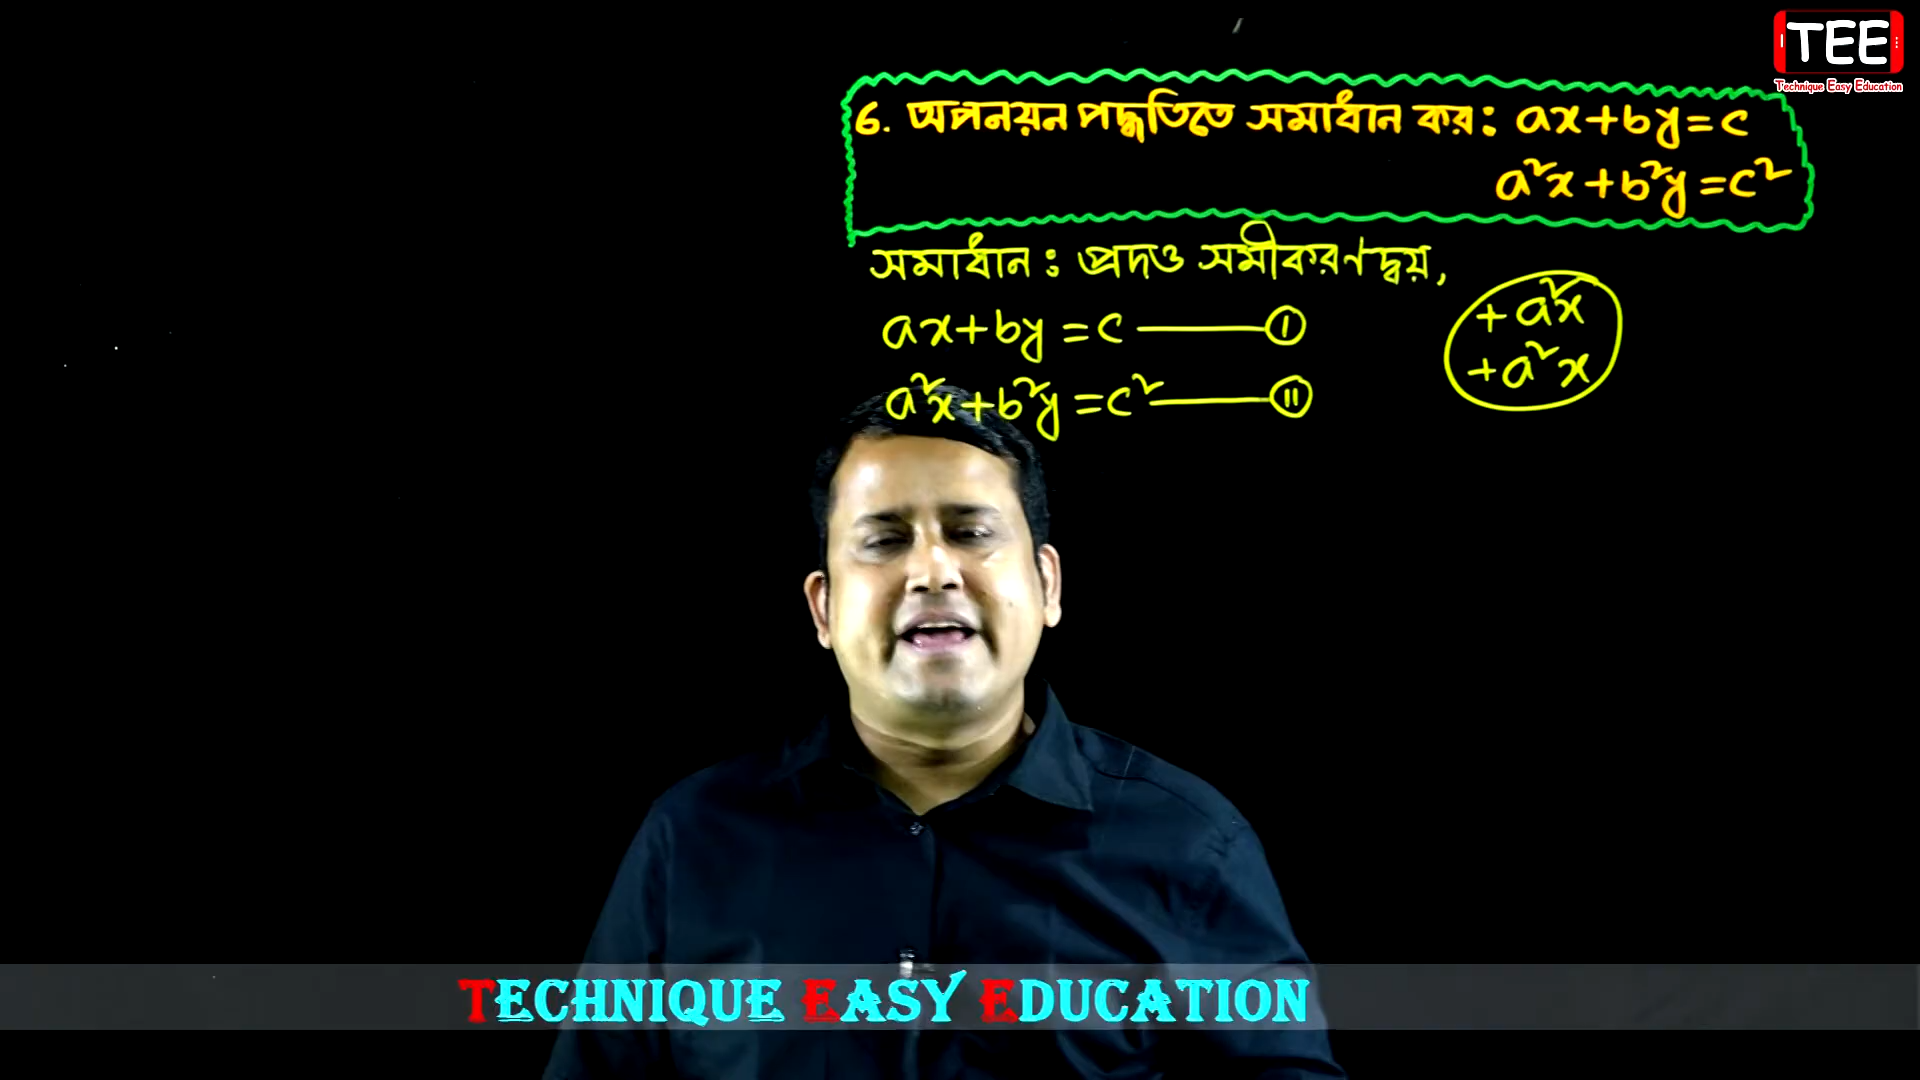 TEE
Technique Easy Education
6. অপনয়ন পদ্ধতিতে সমাধান কর: ax+by=c
a²x+b²y=c²
সমাধান: প্রদত্ত সমীকরণদ্বয়,
ax+by=c ——— (i)
a²x+b²y=c² ——— (ii)
+a²x
+a²x
TECHNIQUE EASY EDUCATION